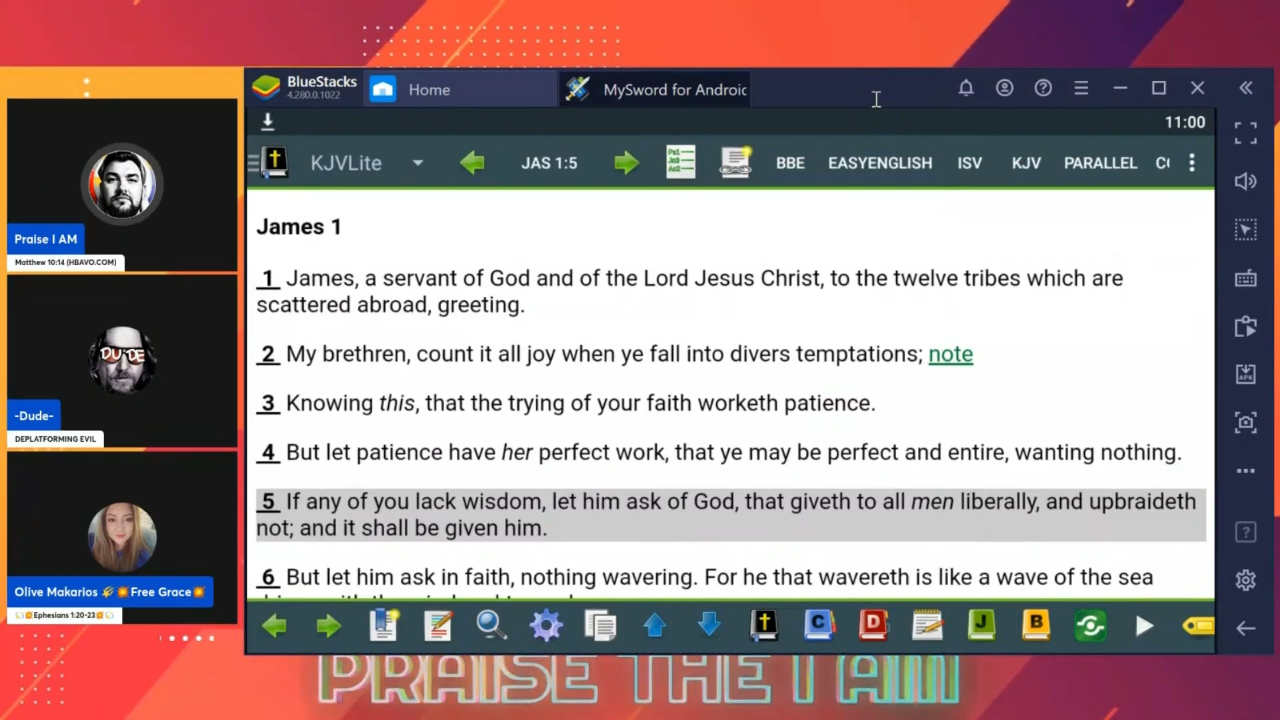 BlueStacks
4.280.0.1022
Home
MySword for Android
11:00
KJVLite
JAS 1:5
BBE
EASYENGLISH
ISV
KJV
PARALLEL
James 1
1 James, a servant of God and of the Lord Jesus Christ, to the twelve tribes which are
scattered abroad, greeting.
2 My brethren, count it all joy when ye fall into divers temptations; note
3 Knowing this, that the trying of your faith worketh patience.
4 But let patience have her perfect work, that ye may be perfect and entire, wanting nothing.
5 If any of you lack wisdom, let him ask of God, that giveth to all men liberally, and upbraideth
not; and it shall be given him.
6 But let him ask in faith, nothing wavering. For he that wavereth is like a wave of the sea
Praise I AM
Matthew 10:14 (HBAVO.COM)
DUDE
-Dude-
DEPLATFORMING EVIL
Olive Makarios Free Grace
Ephesians 1:20-23
C
D
J
B
APK
PRAISE THE I AM